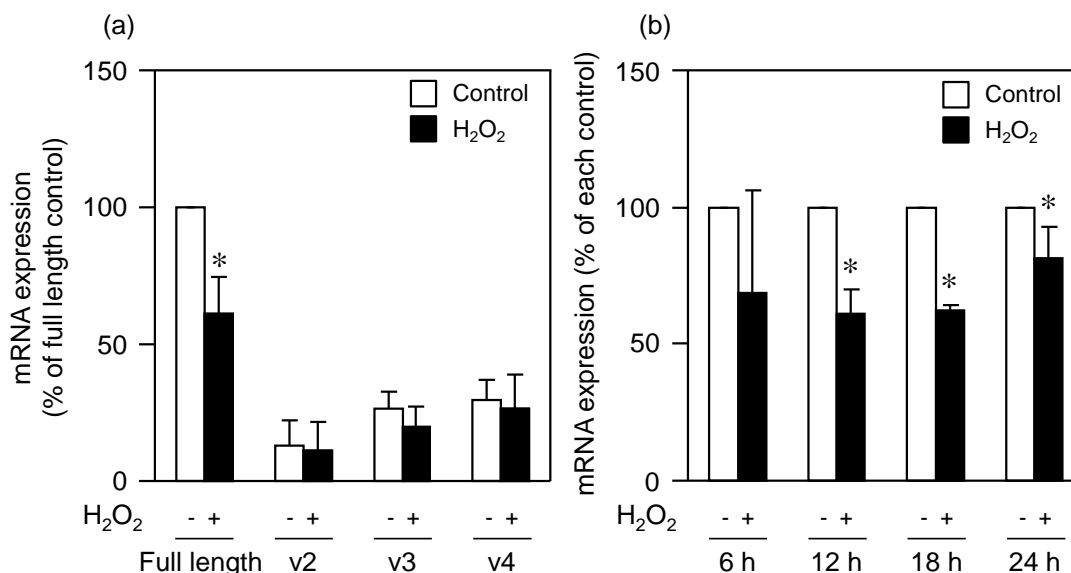 (a)
mRNA expression
(% of full length control)
150
100
50
0
Control
H₂O₂
*
H₂O₂ - + - + - + - +
Full length v2 v3 v4
(b)
mRNA expression (% of each control)
150
100
50
0
Control
H₂O₂
* * *
H₂O₂ - + - + - + - +
6 h 12 h 18 h 24 h